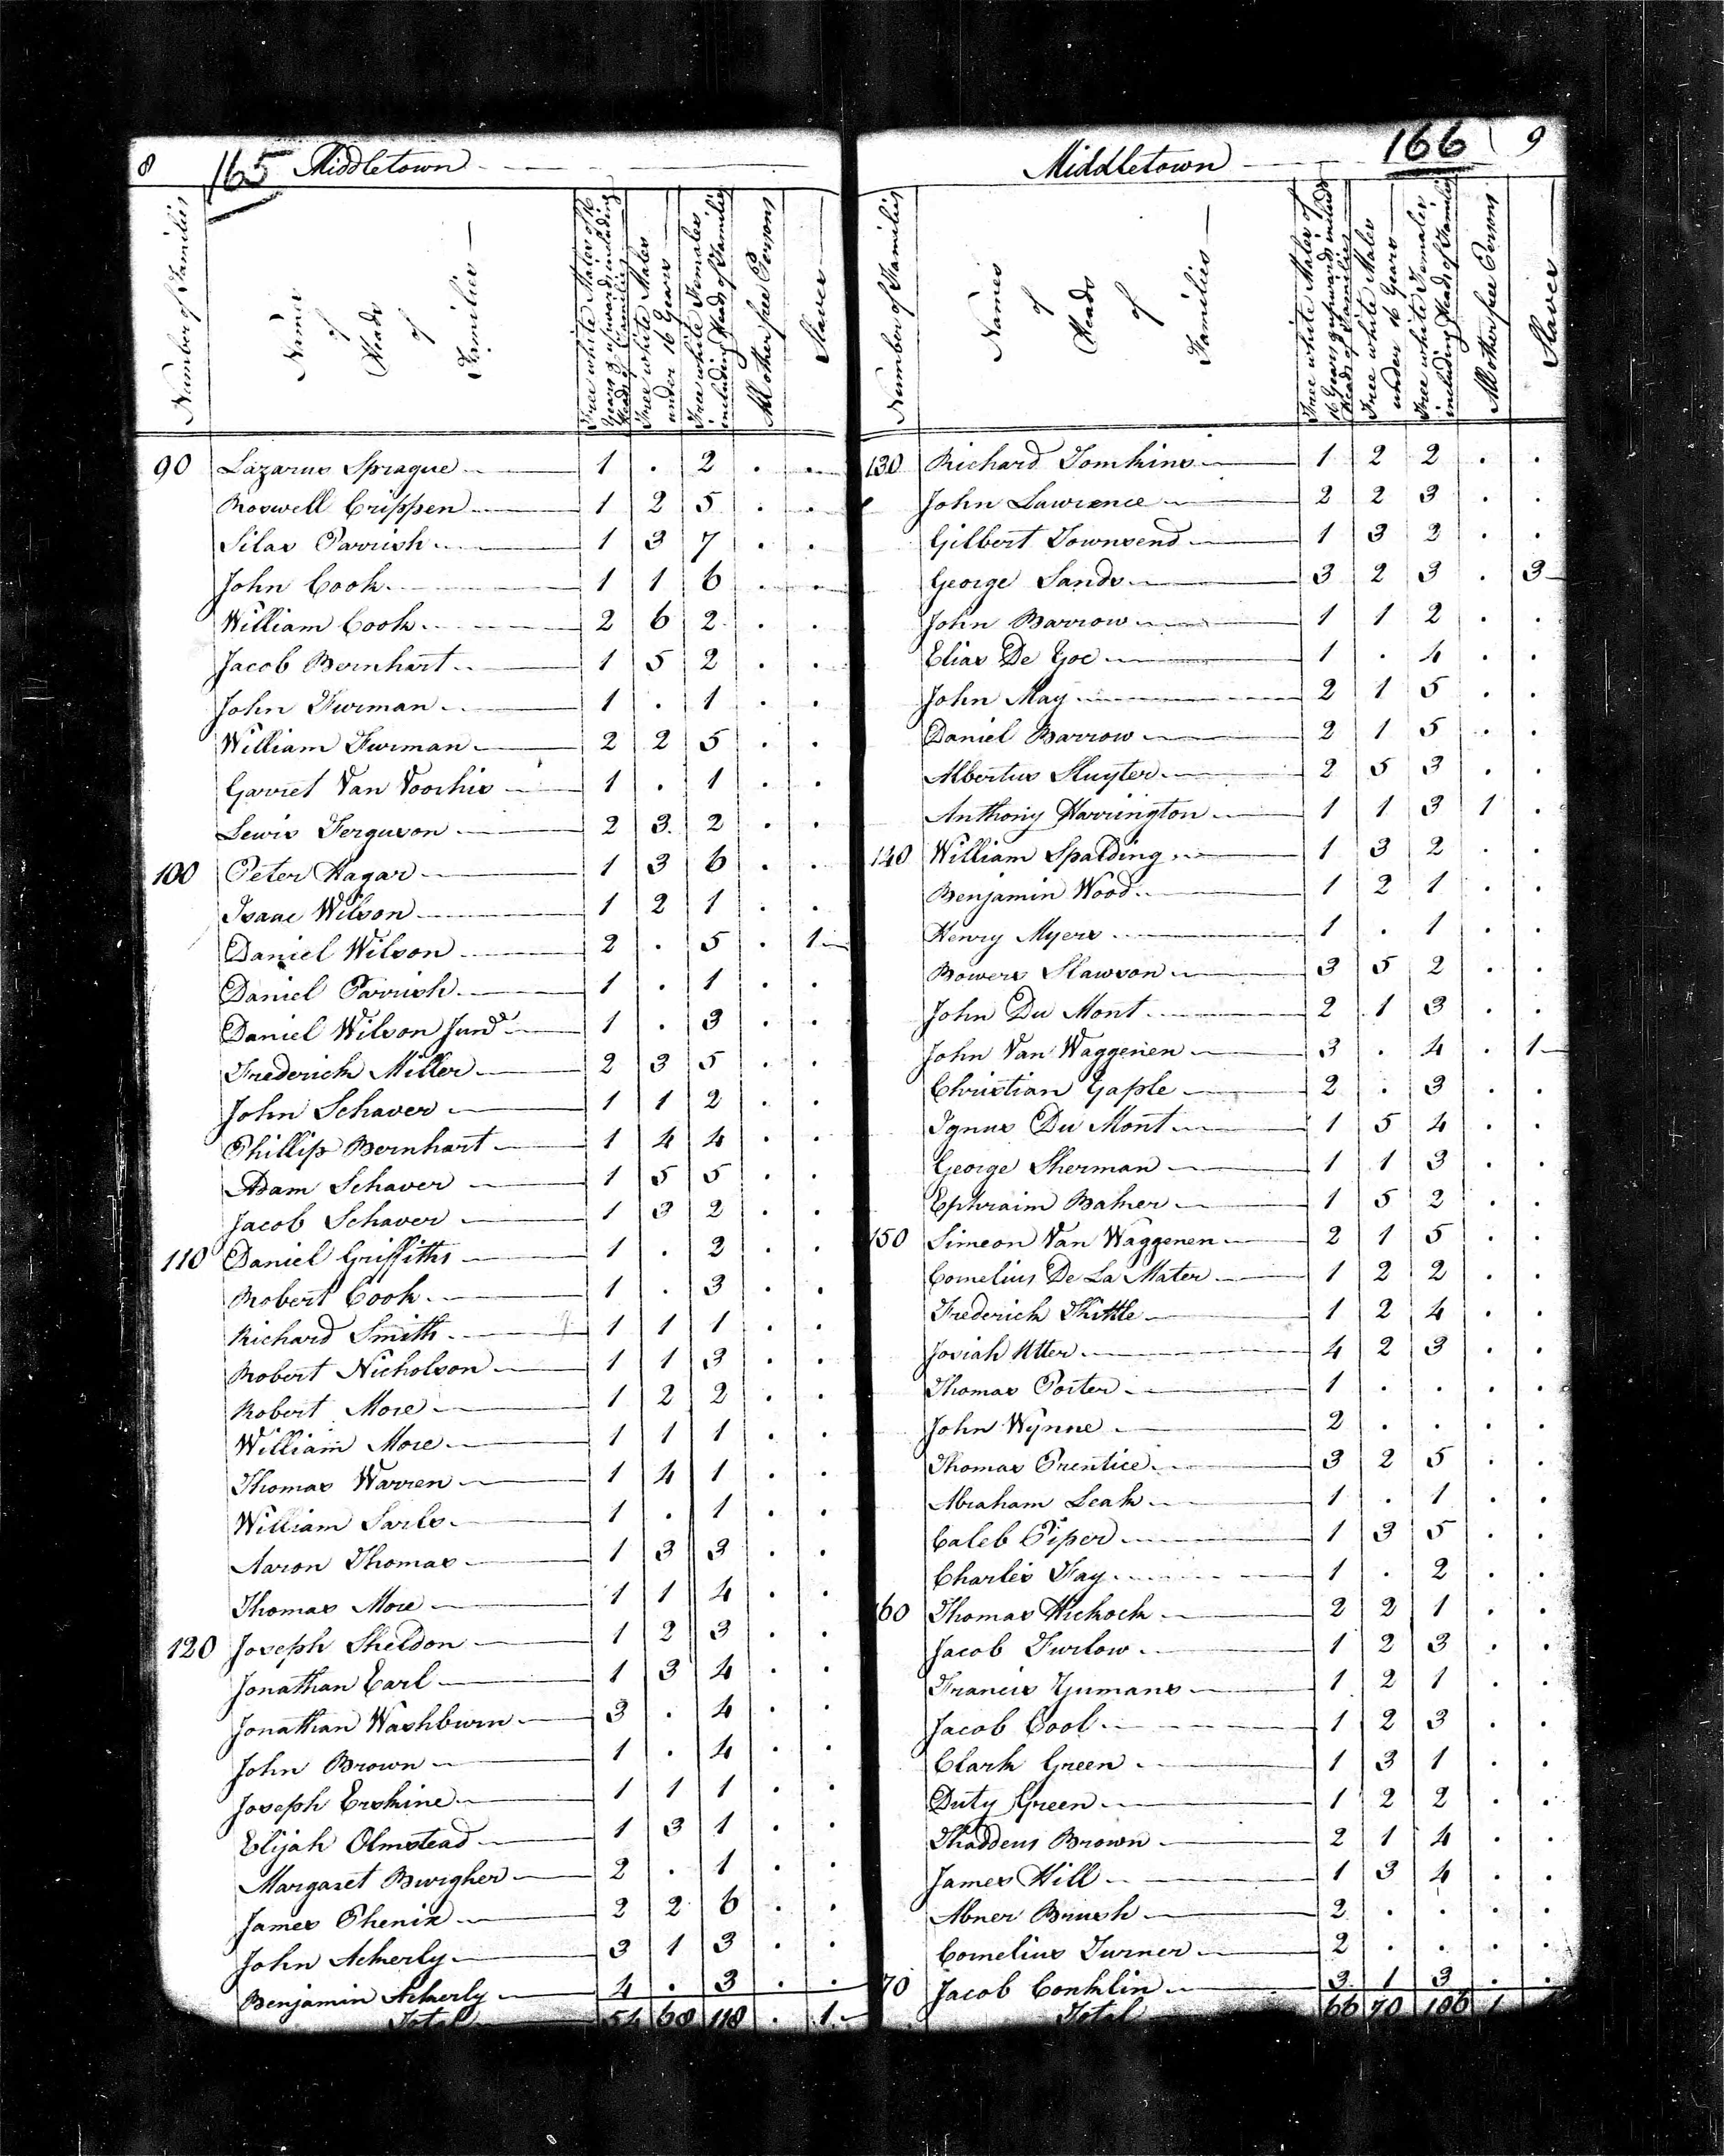 8 165 Middletown
Number of Families
Names of Heads of Families
Free white Males of 16 Years & upwards including Heads of Families
Free white Males under 16 Years
Free white Females including Heads of Families
All other free Persons
Slaves
90 Lazarus Sprague 1 . 2 . .
Roswell Crippen 1 2 5 . .
Silas Parrish 1 3 7 . .
John Cook 1 1 6 . .
William Cook 2 6 2 . .
Jacob Bernhart 1 5 2 . .
John Furman 1 . 1 . .
William Furman 2 2 5 . .
Garret Van Voorhis 1 . 1 . .
Lewis Ferguson 2 3 2 . .
100 Peter Hagar 1 3 6 . .
Isaac Wilson 1 2 1 . .
Daniel Wilson 2 . 5 . 1
Daniel Parrish 1 . 1 . .
Daniel Wilson Junr 1 . 3 . .
Frederick Miller 2 3 5 . .
John Schaver 1 1 2 . .
Phillip Bernhart 1 4 4 . .
Adam Schaver 1 5 5 . .
Jacob Schaver 1 3 2 . .
110 Daniel Griffiths 1 . 2 . .
Robert Cook 1 . 3 . .
Richard Smith 1 1 1 . .
Robert Nicholson 1 1 3 . .
Robert More 1 2 2 . .
William More 1 1 1 . .
Thomas Warren 1 4 1 . .
William Sarls 1 . 1 . .
Aaron Thomas 1 3 3 . .
Thomas More 1 1 4 . .
120 Joseph Sheldon 1 2 3 . .
Jonathan Earl 1 3 4 . .
Jonathan Washburn 3 . 4 . .
John Brown 1 . 4 . .
Joseph Erskine 1 1 1 . .
Elijah Olmstead 1 3 1 . .
Margaret Burgher 2 . 1 . .
James Phenix 2 2 6 . .
John Ackerly 3 1 3 . .
Benjamin Ackerly 4 . 3 . .
Total 54 60 118 . 1
Middletown 166 9
Number of Families
Names of Heads of Families
Free white Males of 16 Years & upwards includg Heads of Families
Free white Males under 16 Years
Free white Females including Heads of Families
All other free Persons
Slaves
130 Richard Tomkins 1 2 2 . .
John Lawrence 2 2 3 . .
Gilbert Townsend 1 3 2 . .
George Sands 3 2 3 . 3
John Barrow 1 1 2 . .
Elias De Goe 1 . 4 . .
John May 2 1 5 . .
Daniel Barrow 2 1 5 . .
Albertus Sluyter 2 5 3 . .
Anthony Harrington 1 1 3 1 .
140 William Spalding 1 3 2 . .
Benjamin Wood 1 2 1 . .
Henry Myers 1 . 1 . .
Bowers Slawson 3 5 2 . .
John Du Mont 2 1 3 . .
John Van Waggenen 3 . 4 . 1
Christian Yaple 2 . 3 . .
Ignus Du Mont 1 5 4 . .
George Sherman 1 1 3 . .
Ephraim Baker 1 5 2 . .
150 Simeon Van Waggenen 2 1 5 . .
Cornelius De La Mater 1 2 2 . .
Frederick 1 2 4 . .
Josiah Utter 4 2 3 . .
Thomas Porter 1 . . . .
John Wynne 2 . . . .
Thomas Prentice 3 2 5 . .
Abraham Leak 1 . 1 . .
Caleb Piper 1 3 5 . .
Charles Fay 1 . 2 . .
60 Thomas Hickock 2 2 1 . .
Jacob Furlow 1 2 3 . .
Francis Yumans 1 2 1 . .
Jacob Cool 1 2 3 . .
Clark Green 1 3 1 . .
Duty Green 1 2 2 . .
Thaddeus Brown 2 1 4 . .
James Hill 1 3 4 . .
Abner Brush 2 . . . .
Cornelius Turner 2 . . . .
70 Jacob Conklin 3 1 3 . .
Total 66 70 106 1